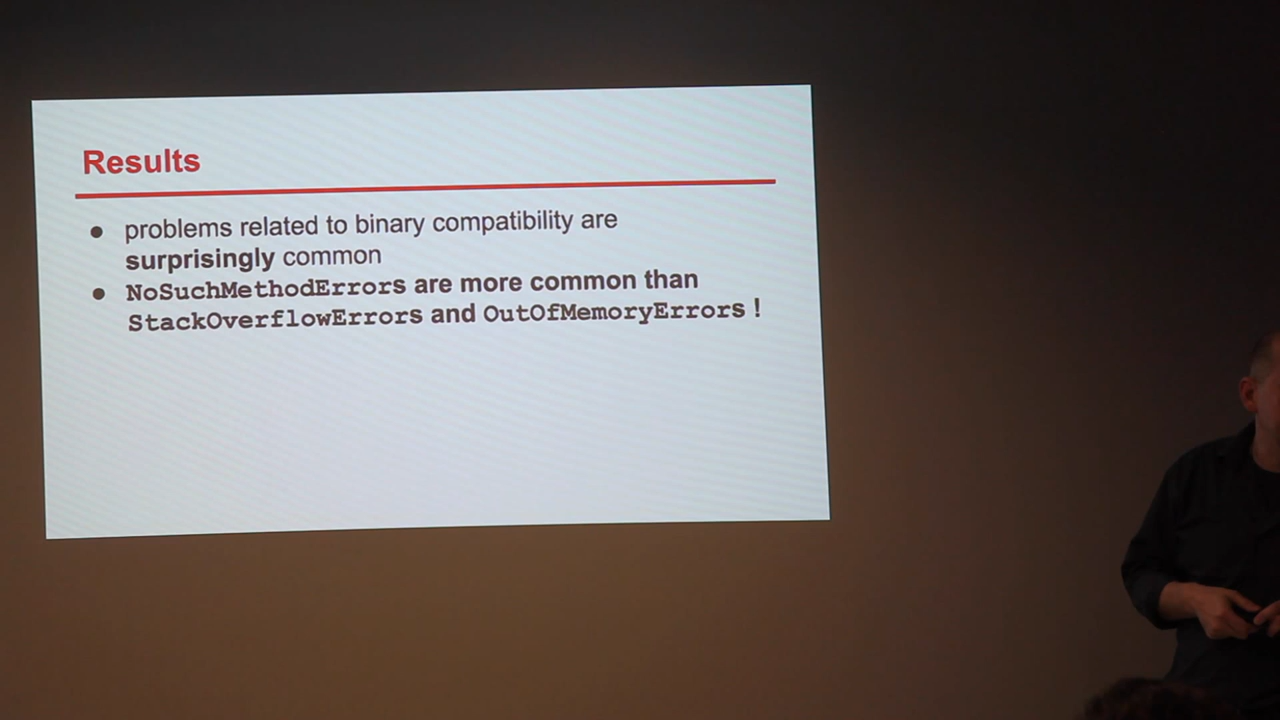 Results
● problems related to binary compatibility are
surprisingly common
● NoSuchMethodErrors are more common than
StackOverflowErrors and OutOfMemoryErrors !